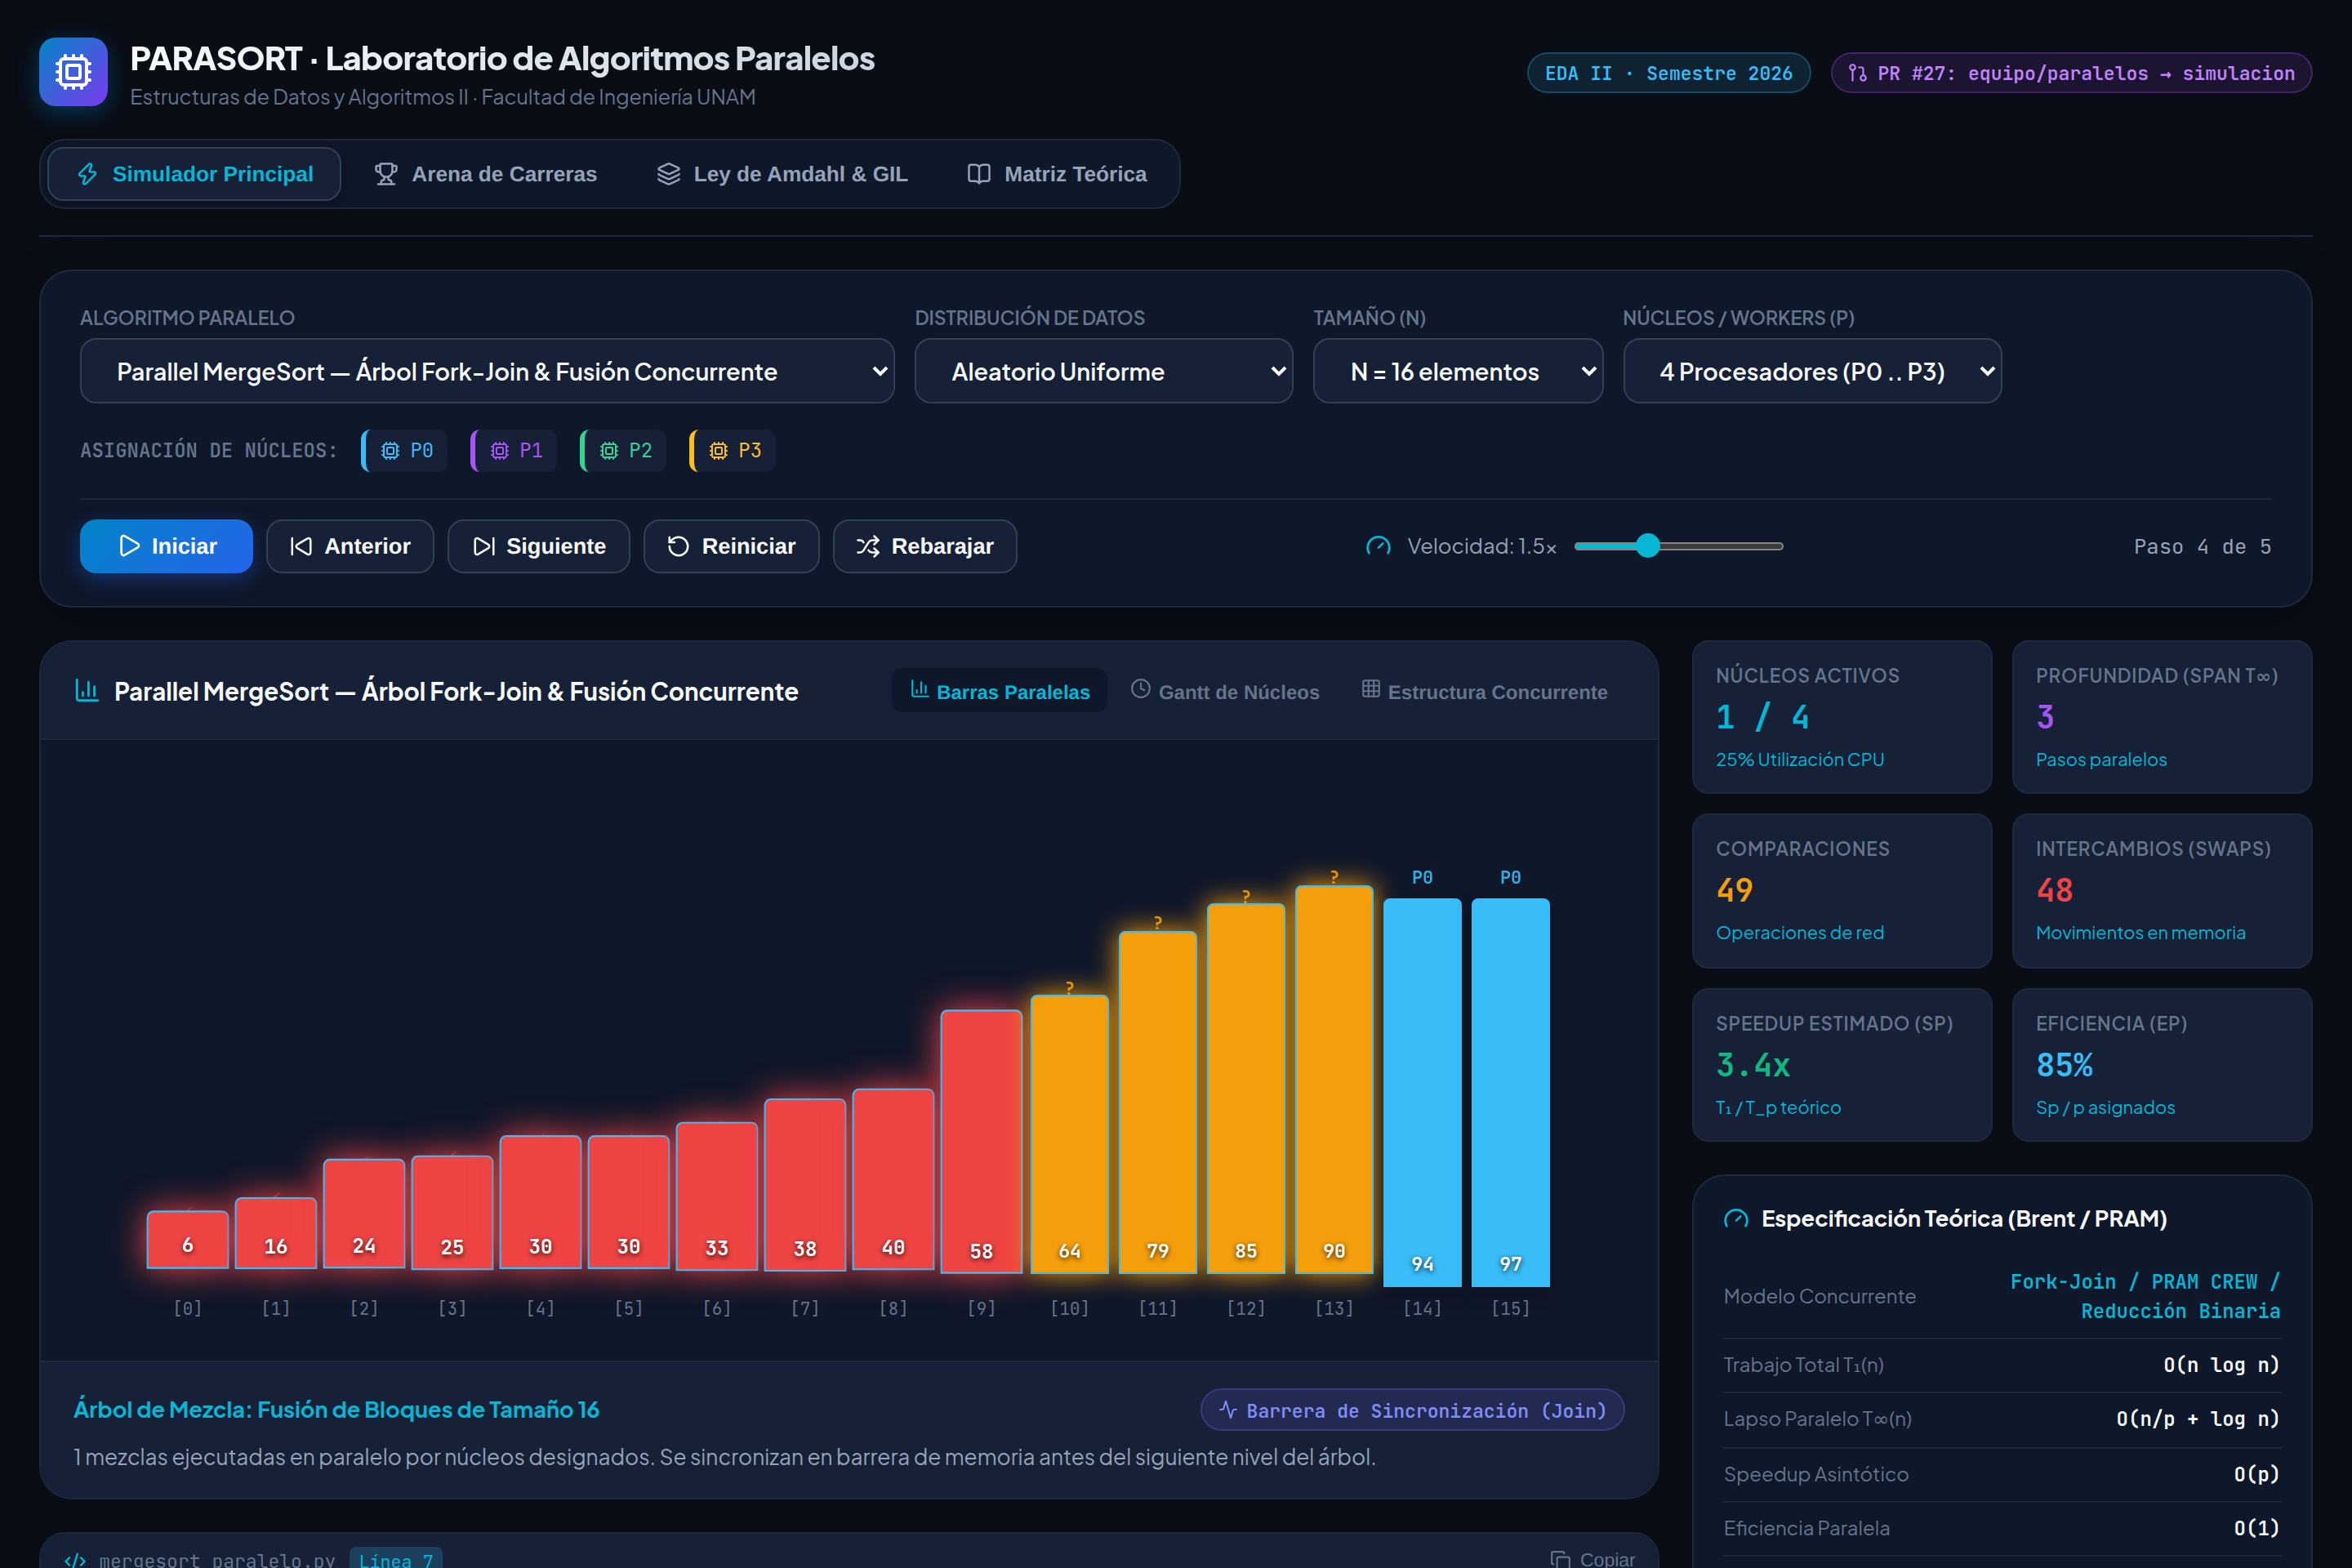 PARASORT · Laboratorio de Algoritmos Paralelos
Estructuras de Datos y Algoritmos II · Facultad de Ingeniería UNAM
EDA II · Semestre 2026
PR #27: equipo/paralelos → simulacion
Simulador Principal
Arena de Carreras
Ley de Amdahl & GIL
Matriz Teórica
ALGORITMO PARALELO
DISTRIBUCIÓN DE DATOS
TAMAÑO (N)
NÚCLEOS / WORKERS (P)
Parallel MergeSort — Árbol Fork-Join & Fusión Concurrente
Aleatorio Uniforme
N = 16 elementos
4 Procesadores (P0 .. P3)
ASIGNACIÓN DE NÚCLEOS:
P0
P1
P2
P3
Iniciar
Anterior
Siguiente
Reiniciar
Rebarajar
Velocidad: 1.5×
Paso 4 de 5
Parallel MergeSort — Árbol Fork-Join & Fusión Concurrente
Barras Paralelas
Gantt de Núcleos
Estructura Concurrente
? ? ? ? P0 P0
6 16 24 25 30 30 33 38 40 58 64 79 85 90 94 97
[0] [1] [2] [3] [4] [5] [6] [7] [8] [9] [10] [11] [12] [13] [14] [15]
Árbol de Mezcla: Fusión de Bloques de Tamaño 16
Barrera de Sincronización (Join)
1 mezclas ejecutadas en paralelo por núcleos designados. Se sincronizan en barrera de memoria antes del siguiente nivel del árbol.
mergesort_paralelo.py
Línea 7
Copiar
NÚCLEOS ACTIVOS
1 / 4
25% Utilización CPU
PROFUNDIDAD (SPAN T∞)
3
Pasos paralelos
COMPARACIONES
49
Operaciones de red
INTERCAMBIOS (SWAPS)
48
Movimientos en memoria
SPEEDUP ESTIMADO (SP)
3.4x
T₁ / T_p teórico
EFICIENCIA (EP)
85%
Sp / p asignados
Especificación Teórica (Brent / PRAM)
Modelo Concurrente
Fork-Join / PRAM CREW /
Reducción Binaria
Trabajo Total T₁(n)
O(n log n)
Lapso Paralelo T∞(n)
O(n/p + log n)
Speedup Asintótico
O(p)
Eficiencia Paralela
O(1)